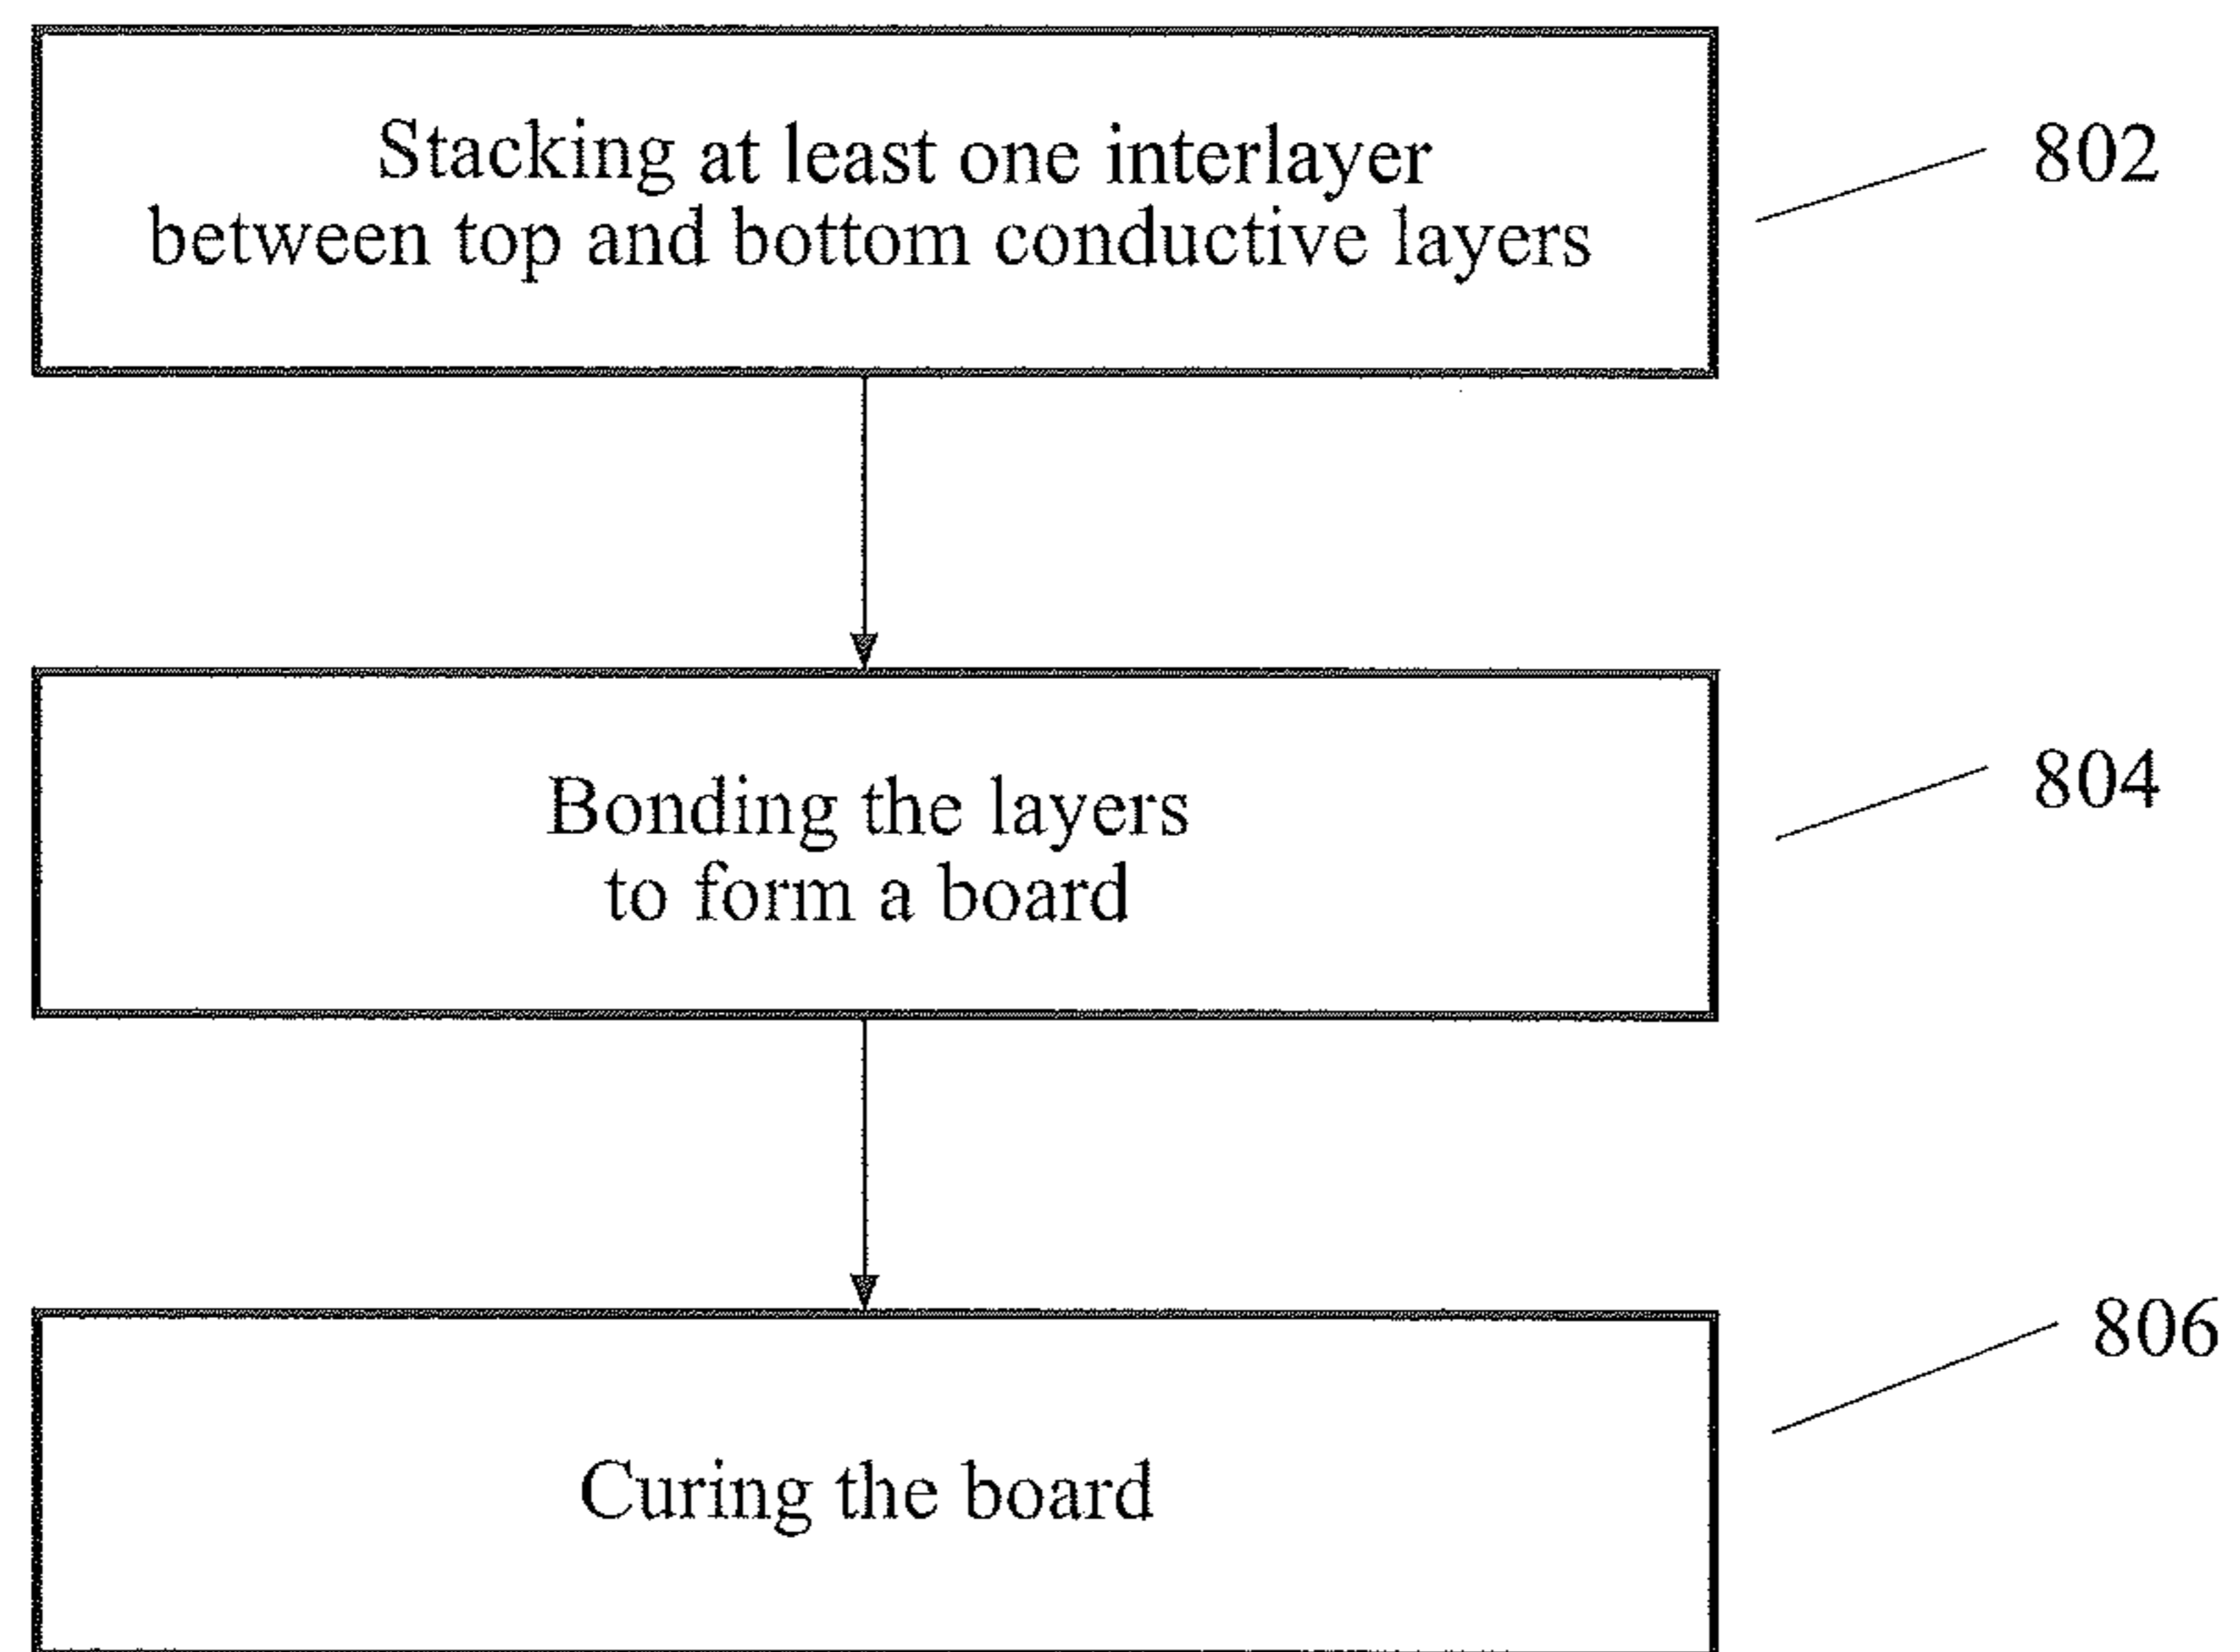 Stacking at least one interlayer
between top and bottom conductive layers
802
Bonding the layers
to form a board
804
Curing the board
806